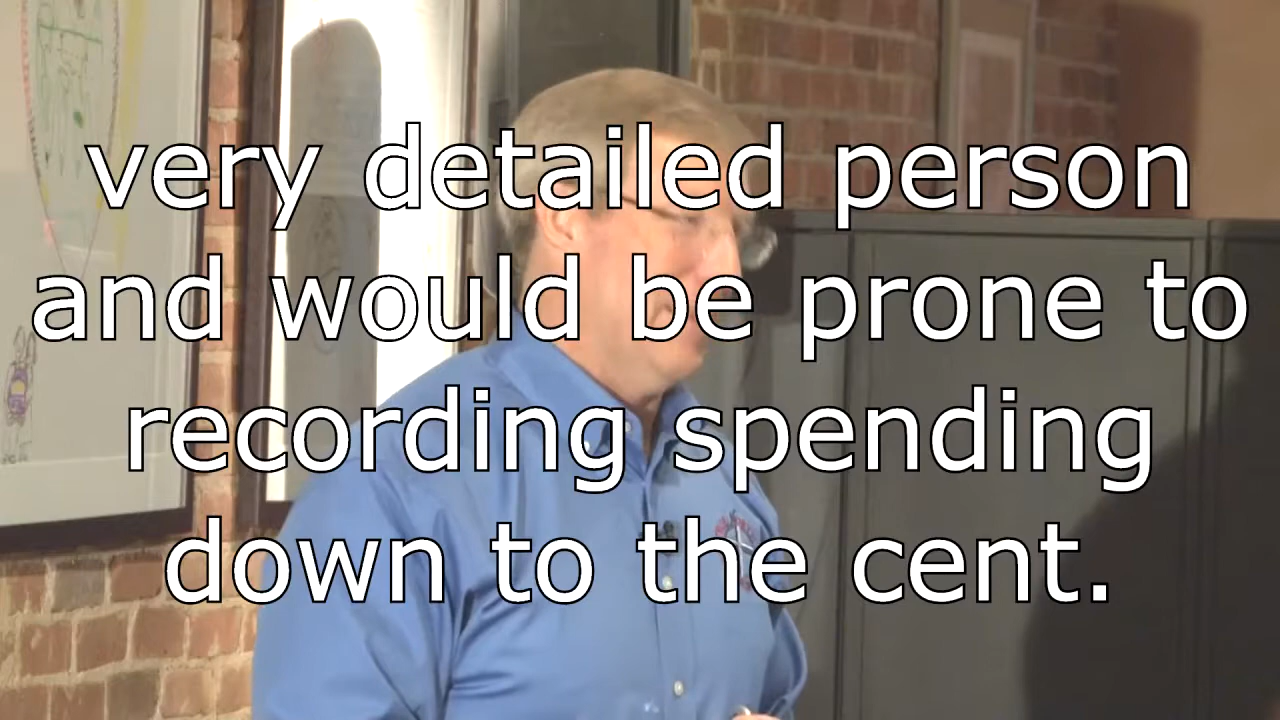 very detailed person
and would be prone to
recording spending
down to the cent.